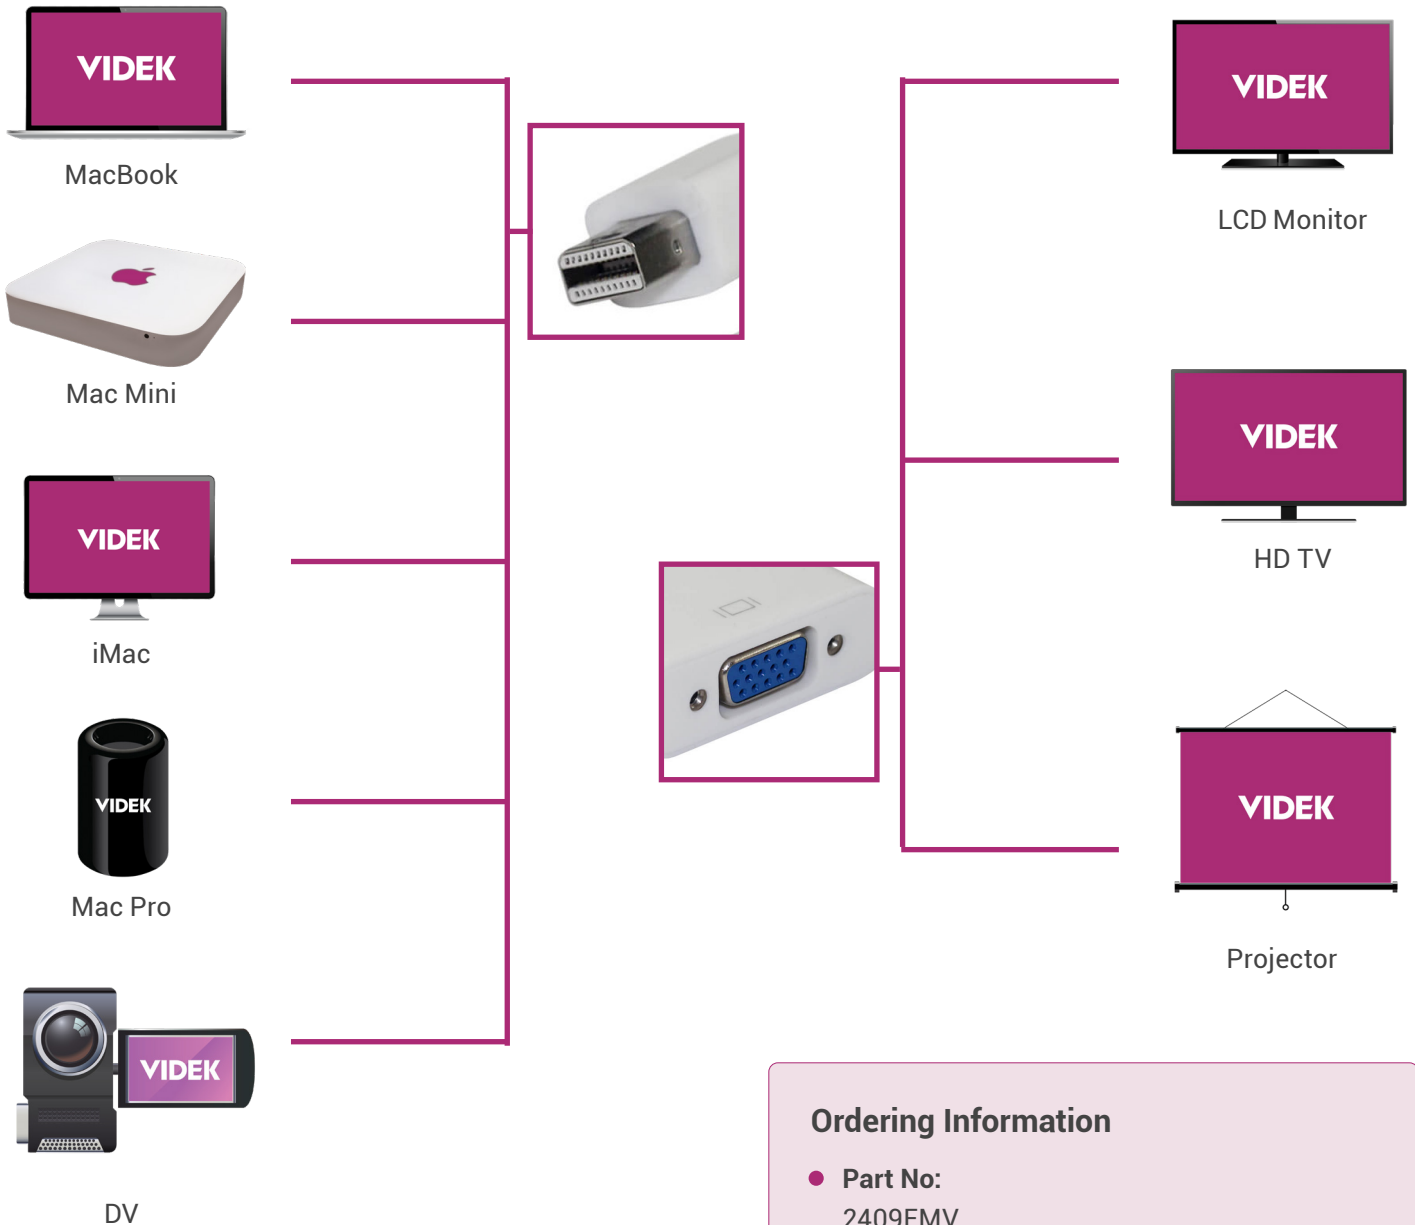 VIDEK
MacBook
Mac Mini
VIDEK
iMac
VIDEK
Mac Pro
VIDEK
DV
VIDEK
LCD Monitor
VIDEK
HD TV
VIDEK
Projector
Ordering Information
Part No:
2409FMV